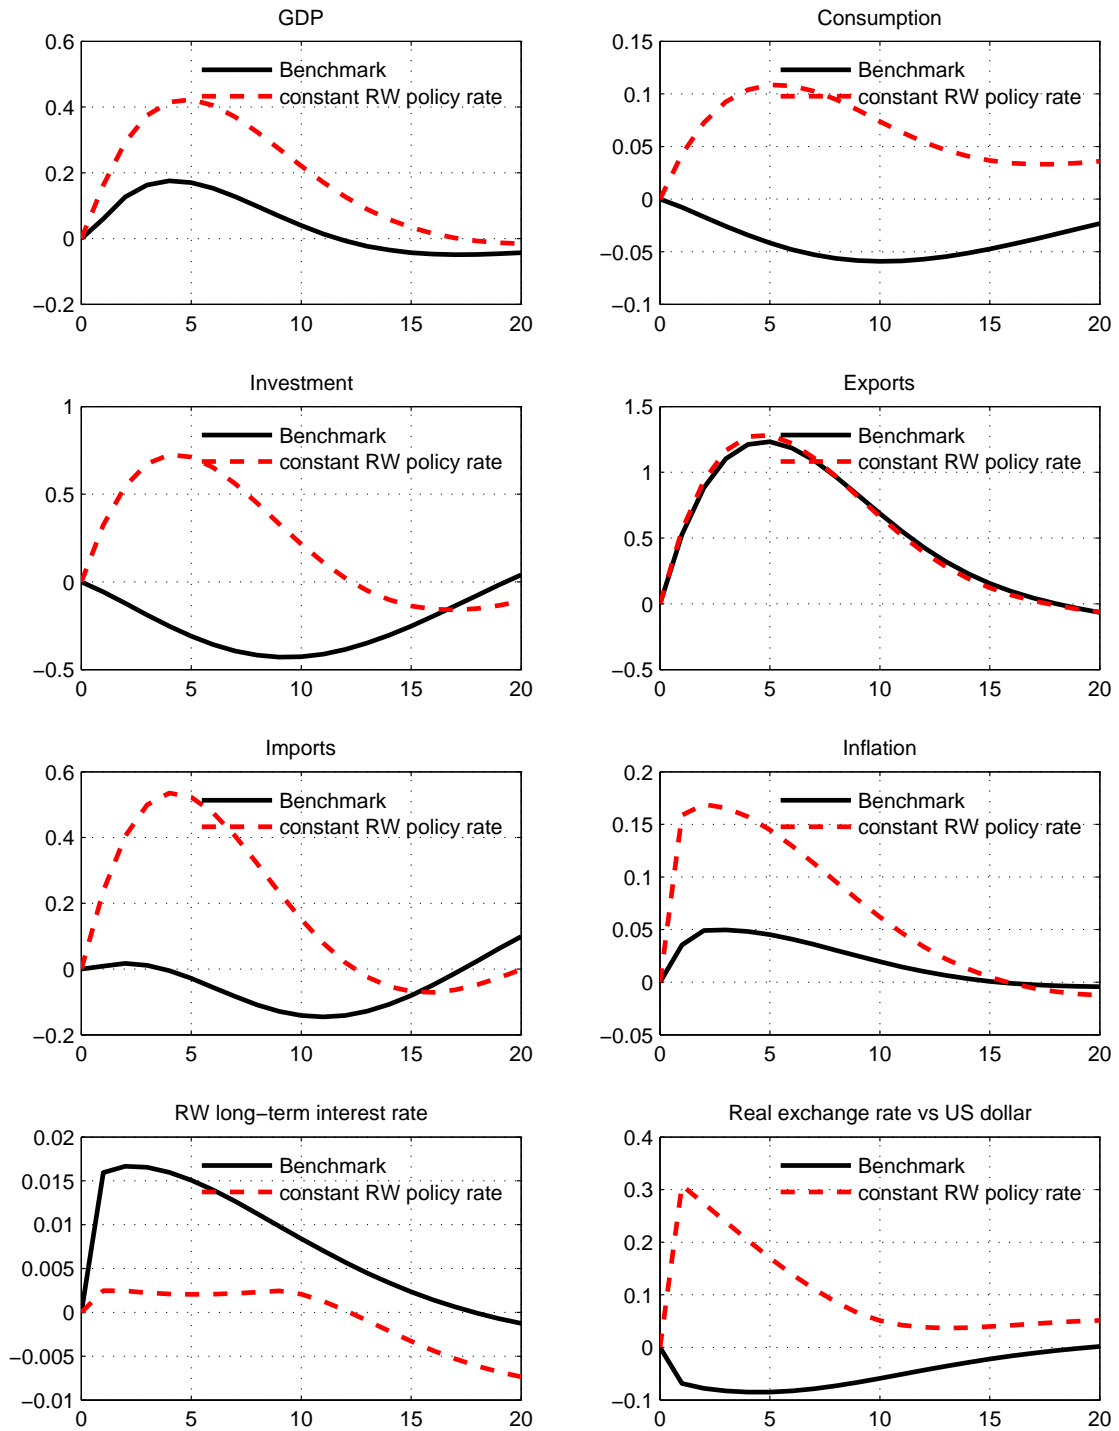 GDP
0.6
0.4
0.2
0
−0.2
0 5 10 15 20
Benchmark
constant RW policy rate
Consumption
0.15
0.1
0.05
0
−0.05
−0.1
0 5 10 15 20
Benchmark
constant RW policy rate
Investment
1
0.5
0
−0.5
0 5 10 15 20
Benchmark
constant RW policy rate
Exports
1.5
1
0.5
0
−0.5
0 5 10 15 20
Benchmark
constant RW policy rate
Imports
0.6
0.4
0.2
0
−0.2
0 5 10 15 20
Benchmark
constant RW policy rate
Inflation
0.2
0.15
0.1
0.05
0
−0.05
0 5 10 15 20
Benchmark
constant RW policy rate
RW long−term interest rate
0.02
0.015
0.01
0.005
0
−0.005
−0.01
0 5 10 15 20
Benchmark
constant RW policy rate
Real exchange rate vs US dollar
0.4
0.3
0.2
0.1
0
−0.1
0 5 10 15 20
Benchmark
constant RW policy rate